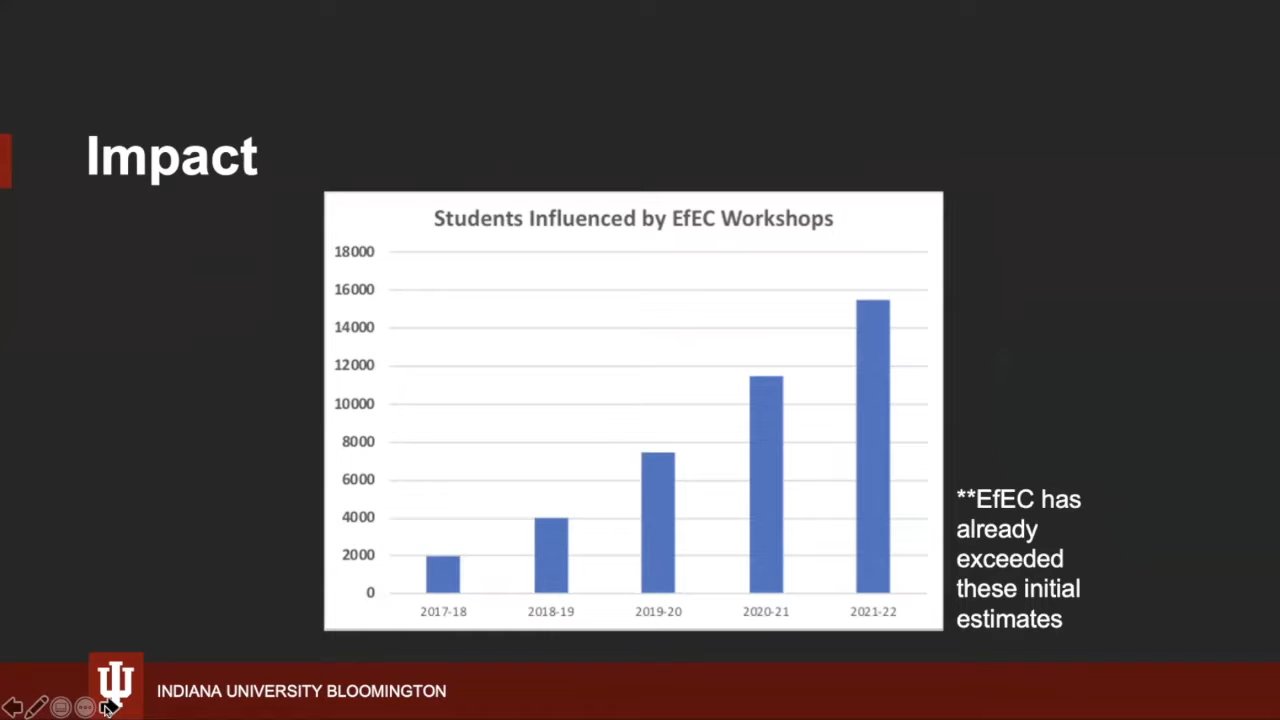 Impact
Students Influenced by EfEC Workshops
18000
16000
14000
12000
10000
8000
6000
4000
2000
0
2017-18
2018-19
2019-20
2020-21
2021-22
**EfEC has
already
exceeded
these initial
estimates
INDIANA UNIVERSITY BLOOMINGTON